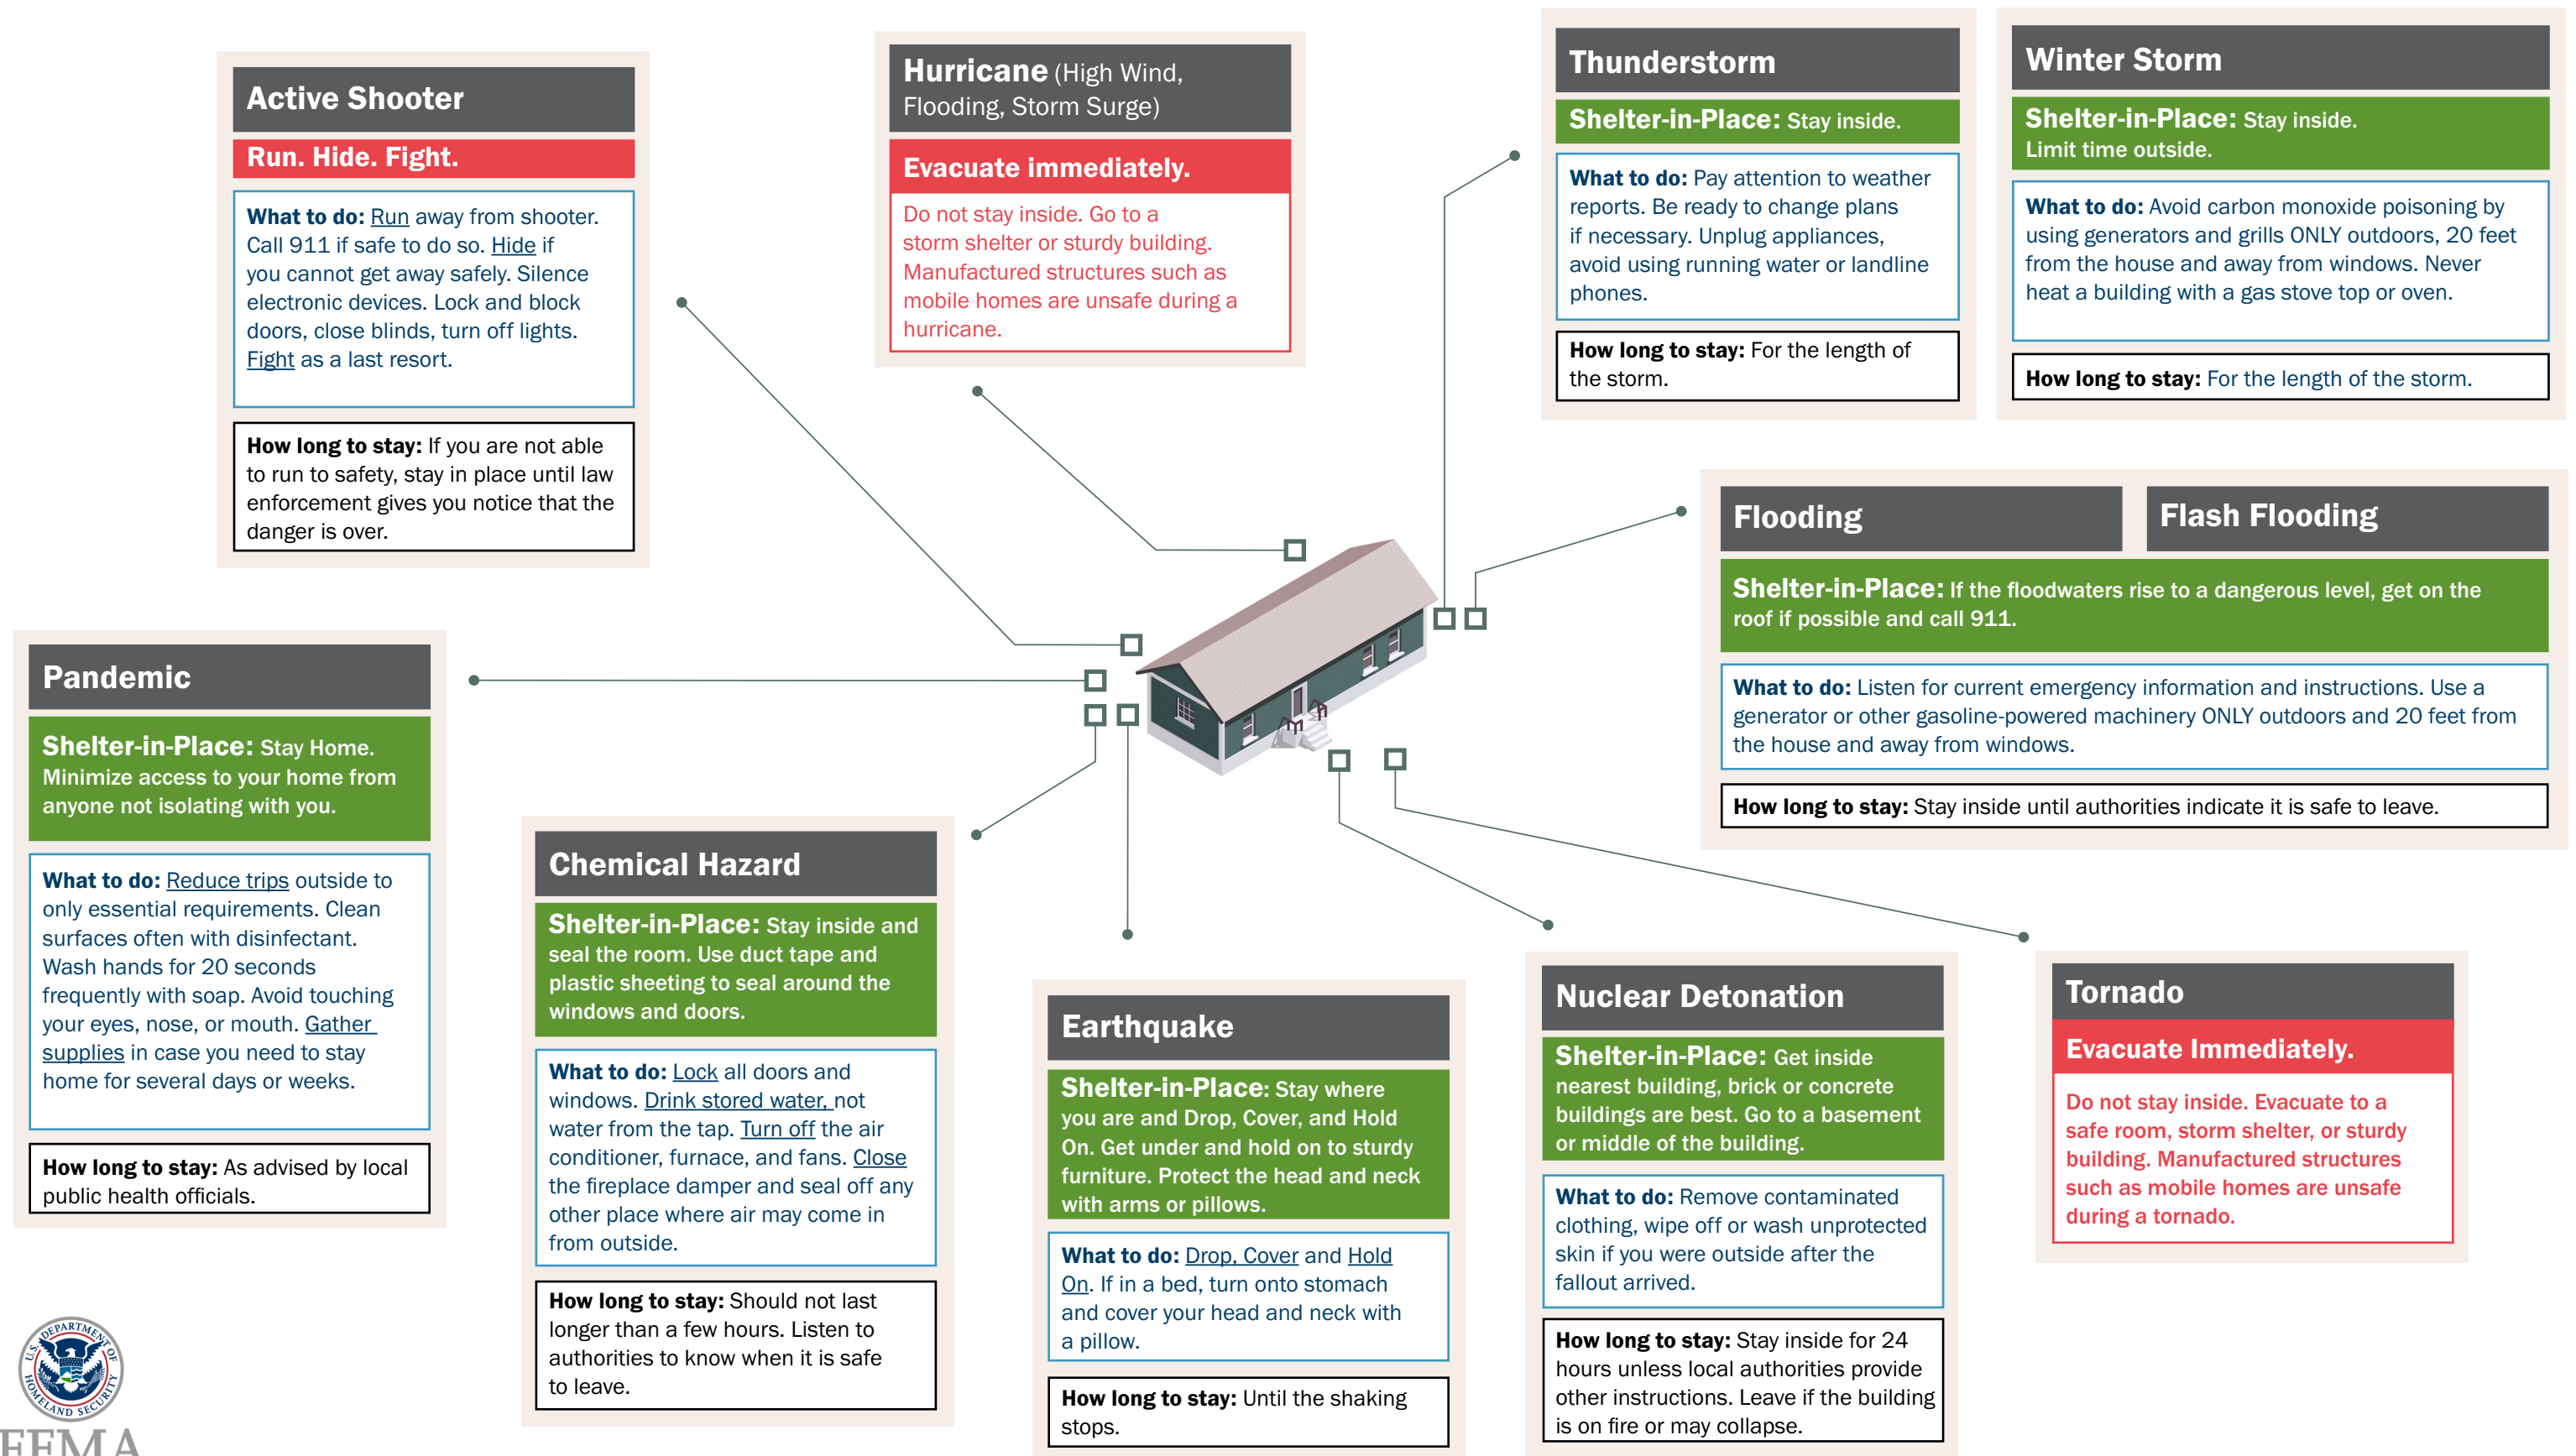 Active Shooter
Run. Hide. Fight.
What to do: Run away from shooter.
Call 911 if safe to do so. Hide if
you cannot get away safely. Silence
electronic devices. Lock and block
doors, close blinds, turn off lights.
Fight as a last resort.
How long to stay: If you are not able
to run to safety, stay in place until law
enforcement gives you notice that the
danger is over.
Hurricane (High Wind,
Flooding, Storm Surge)
Evacuate immediately.
Do not stay inside. Go to a
storm shelter or sturdy building.
Manufactured structures such as
mobile homes are unsafe during a
hurricane.
Thunderstorm
Shelter-in-Place: Stay inside.
What to do: Pay attention to weather
reports. Be ready to change plans
if necessary. Unplug appliances,
avoid using running water or landline
phones.
How long to stay: For the length of
the storm.
Winter Storm
Shelter-in-Place: Stay inside.
Limit time outside.
What to do: Avoid carbon monoxide poisoning by
using generators and grills ONLY outdoors, 20 feet
from the house and away from windows. Never
heat a building with a gas stove top or oven.
How long to stay: For the length of the storm.
Flooding
Flash Flooding
Shelter-in-Place: If the floodwaters rise to a dangerous level, get on the
roof if possible and call 911.
What to do: Listen for current emergency information and instructions. Use a
generator or other gasoline-powered machinery ONLY outdoors and 20 feet from
the house and away from windows.
How long to stay: Stay inside until authorities indicate it is safe to leave.
Pandemic
Shelter-in-Place: Stay Home.
Minimize access to your home from
anyone not isolating with you.
What to do: Reduce trips outside to
only essential requirements. Clean
surfaces often with disinfectant.
Wash hands for 20 seconds
frequently with soap. Avoid touching
your eyes, nose, or mouth. Gather
supplies in case you need to stay
home for several days or weeks.
How long to stay: As advised by local
public health officials.
Chemical Hazard
Shelter-in-Place: Stay inside and
seal the room. Use duct tape and
plastic sheeting to seal around the
windows and doors.
What to do: Lock all doors and
windows. Drink stored water, not
water from the tap. Turn off the air
conditioner, furnace, and fans. Close
the fireplace damper and seal off any
other place where air may come in
from outside.
How long to stay: Should not last
longer than a few hours. Listen to
authorities to know when it is safe
to leave.
Earthquake
Shelter-in-Place: Stay where
you are and Drop, Cover, and Hold
On. Get under and hold on to sturdy
furniture. Protect the head and neck
with arms or pillows.
What to do: Drop, Cover and Hold
On. If in a bed, turn onto stomach
and cover your head and neck with
a pillow.
How long to stay: Until the shaking
stops.
Nuclear Detonation
Shelter-in-Place: Get inside
nearest building, brick or concrete
buildings are best. Go to a basement
or middle of the building.
What to do: Remove contaminated
clothing, wipe off or wash unprotected
skin if you were outside after the
fallout arrived.
How long to stay: Stay inside for 24
hours unless local authorities provide
other instructions. Leave if the building
is on fire or may collapse.
Tornado
Evacuate Immediately.
Do not stay inside. Evacuate to a
safe room, storm shelter, or sturdy
building. Manufactured structures
such as mobile homes are unsafe
during a tornado.
U.S. DEPARTMENT OF
HOMELAND SECURITY
FEMA